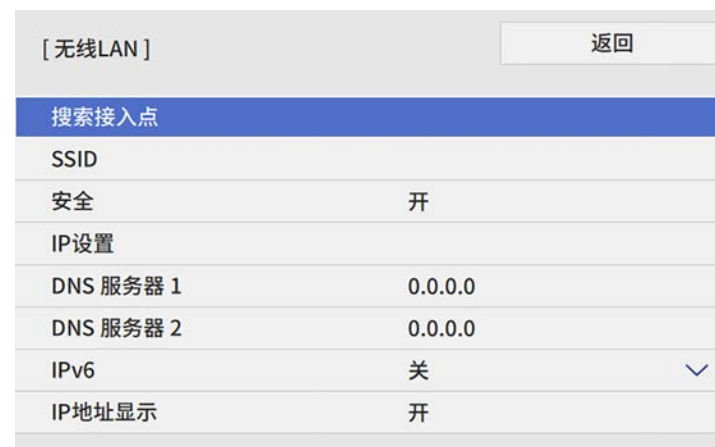 [ 无线LAN ]
返回
搜索接入点
SSID
安全 开
IP设置
DNS 服务器 1 0.0.0.0
DNS 服务器 2 0.0.0.0
IPv6 关
IP地址显示 开